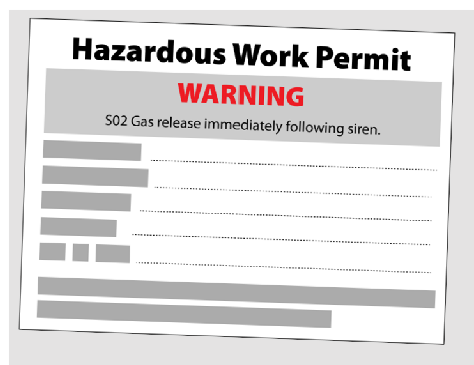 Hazardous Work Permit
WARNING
S02 Gas release immediately following siren.